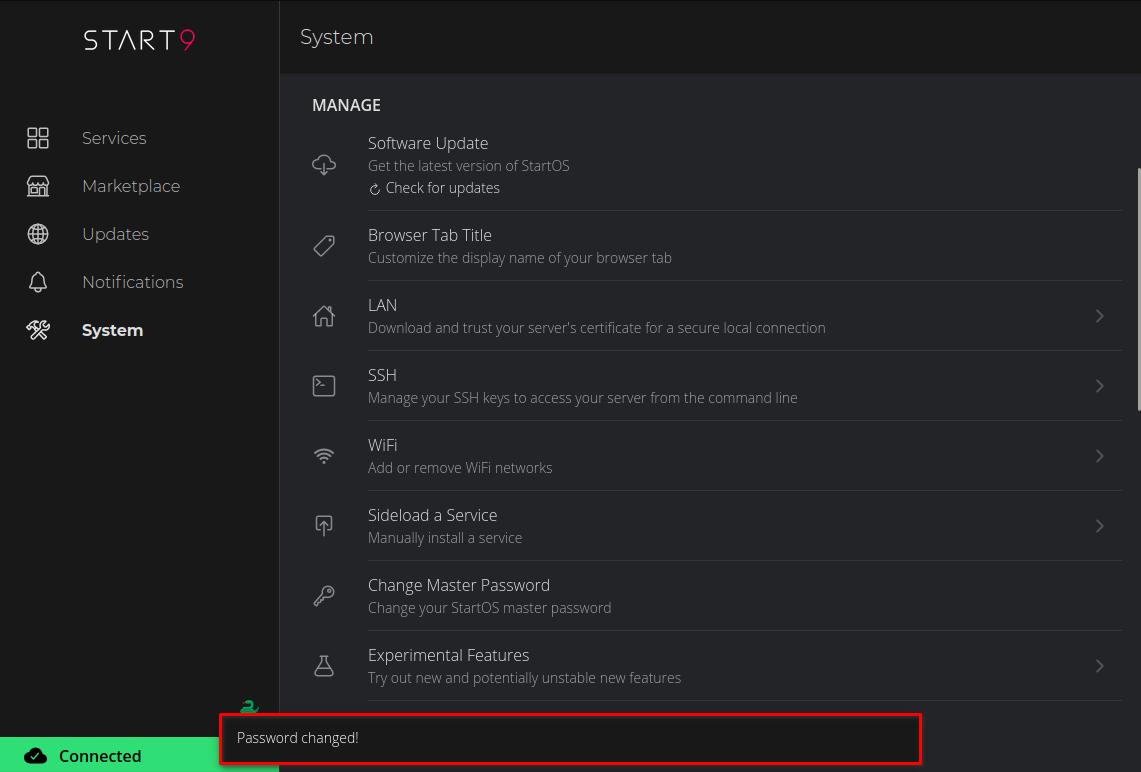 START9
Services
Marketplace
Updates
Notifications
System
Connected
System
MANAGE
Software Update
Get the latest version of StartOS
Check for updates
Browser Tab Title
Customize the display name of your browser tab
LAN
Download and trust your server's certificate for a secure local connection
SSH
Manage your SSH keys to access your server from the command line
WiFi
Add or remove WiFi networks
Sideload a Service
Manually install a service
Change Master Password
Change your StartOS master password
Experimental Features
Try out new and potentially unstable new features
Password changed!